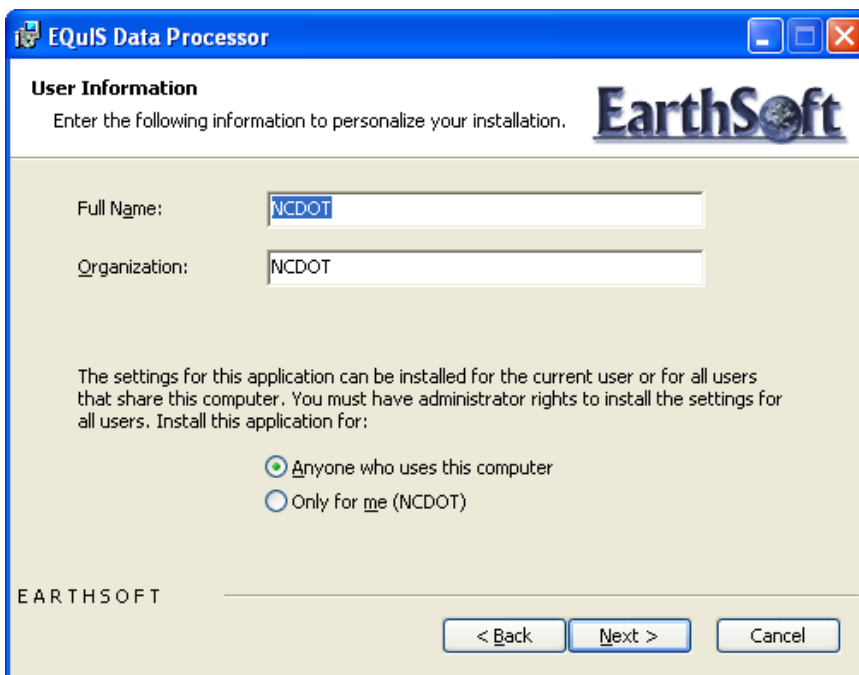 EQuIS Data Processor
User Information
Enter the following information to personalize your installation.
EarthSoft
Full Name:
NCDOT
Organization:
NCDOT
The settings for this application can be installed for the current user or for all users
that share this computer. You must have administrator rights to install the settings for
all users. Install this application for:
Anyone who uses this computer
Only for me (NCDOT)
EARTHSOFT
< Back
Next >
Cancel